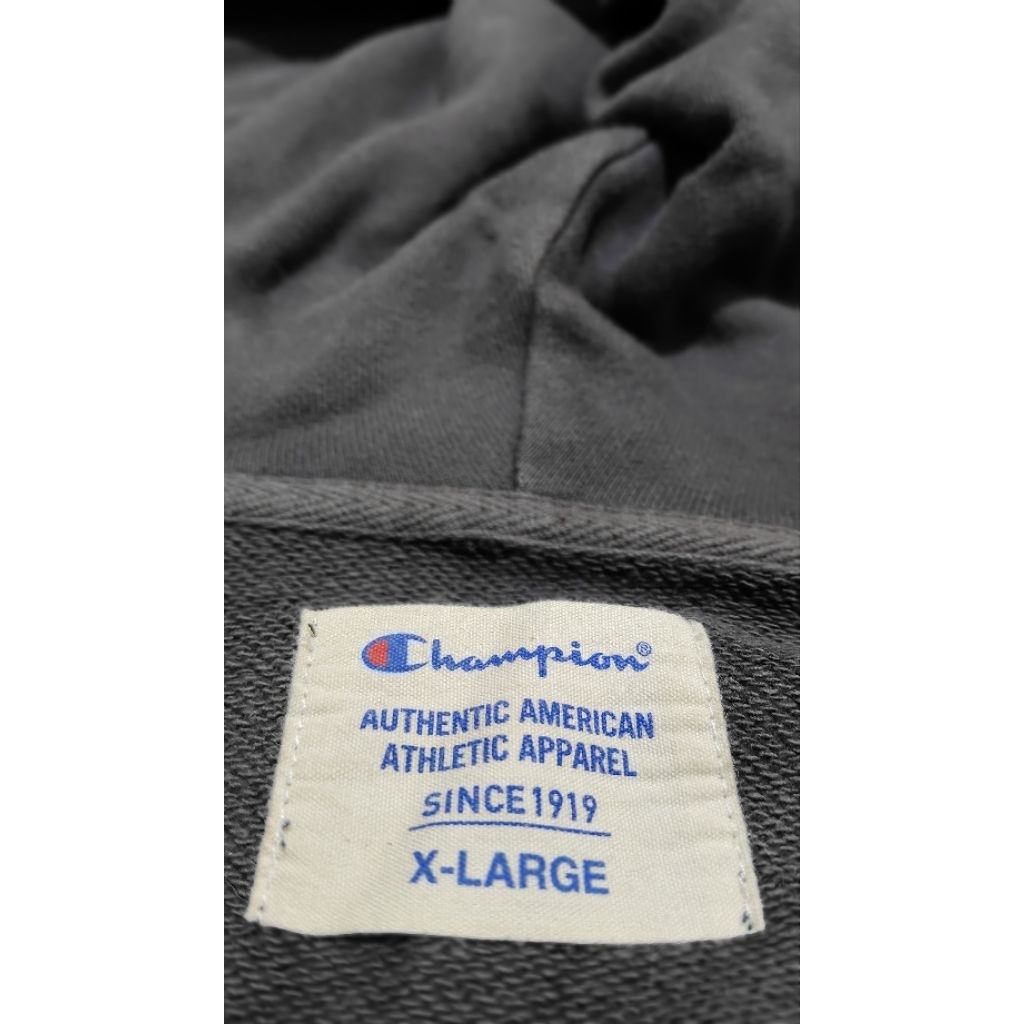 Champion®
AUTHENTIC AMERICAN
ATHLETIC APPAREL
SINCE 1919
X-LARGE